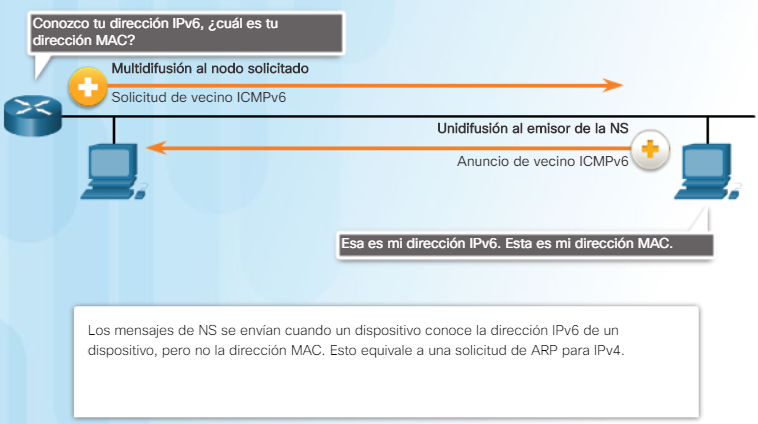 Conozco tu dirección IPv6, ¿cuál es tu
dirección MAC?
Multidifusión al nodo solicitado
Solicitud de vecino ICMPv6
Unidifusión al emisor de la NS
Anuncio de vecino ICMPv6
Esa es mi dirección IPv6. Esta es mi dirección MAC.
Los mensajes de NS se envían cuando un dispositivo conoce la dirección IPv6 de un
dispositivo, pero no la dirección MAC. Esto equivale a una solicitud de ARP para IPv4.